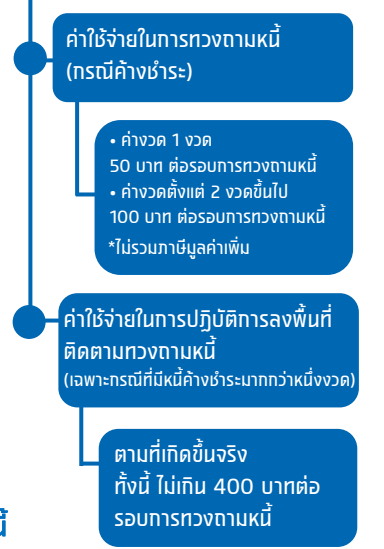 ค่าใช้จ่ายในการทวงถามหนี้
(กรณีค้างชำระ)
• ค่างวด 1 งวด
50 บาท ต่อรอบการทวงถามหนี้
• ค่างวดตั้งแต่ 2 งวดขึ้นไป
100 บาท ต่อรอบการทวงถามหนี้
*ไม่รวมภาษีมูลค่าเพิ่ม
ค่าใช้จ่ายในการปฏิบัติการลงพื้นที่
ติดตามทวงถามหนี้
(เฉพาะกรณีที่มีหนี้ค้างชำระมากกว่าหนึ่งงวด)
ตามที่เกิดขึ้นจริง
ทั้งนี้ ไม่เกิน 400 บาทต่อ
รอบการทวงถามหนี้